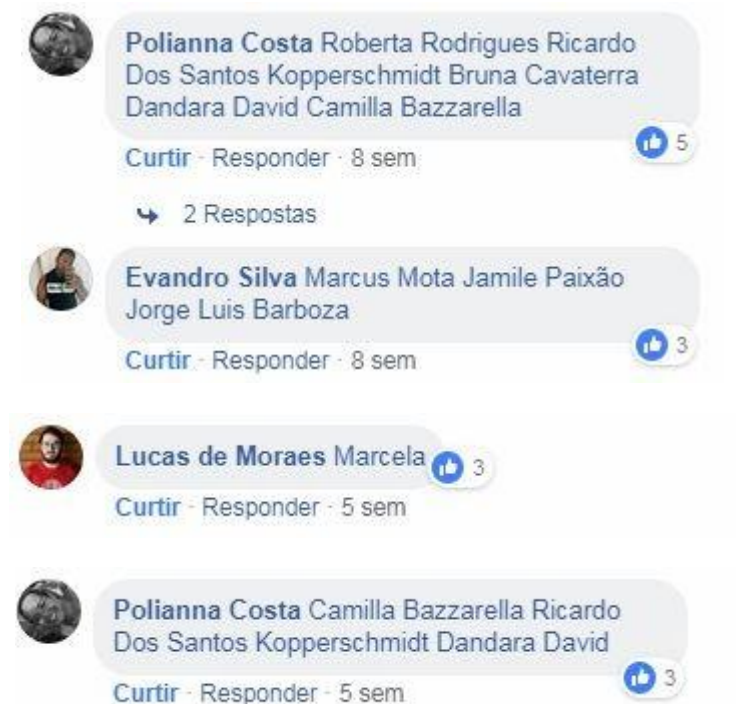 Polianna Costa Roberta Rodrigues Ricardo
Dos Santos Kopperschmidt Bruna Cavaterra
Dandara David Camilla Bazzarella
5
Curtir · Responder · 8 sem
2 Respostas
Evandro Silva Marcus Mota Jamile Paixão
Jorge Luis Barboza
3
Curtir · Responder · 8 sem
Lucas de Moraes Marcela 3
Curtir · Responder · 5 sem
Polianna Costa Camilla Bazzarella Ricardo
Dos Santos Kopperschmidt Dandara David
3
Curtir · Responder · 5 sem